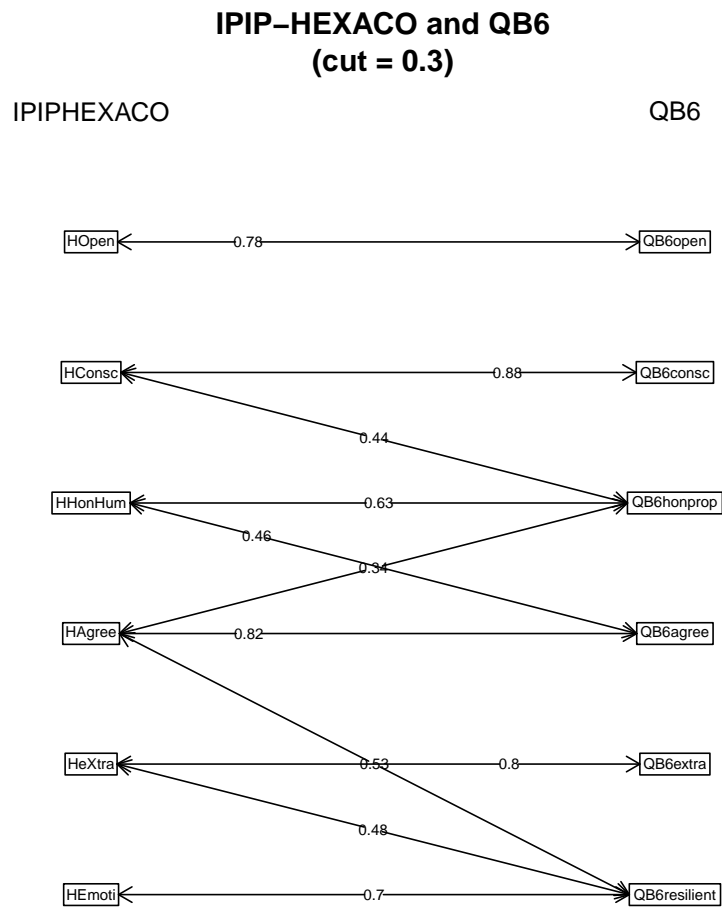 IPIP−HEXACO and QB6
(cut = 0.3)
IPIPHEXACO QB6
HOpen 0.78 QB6open
HConsc 0.88 QB6consc
0.44
HHonHum 0.63 QB6honprop
0.46
0.34
HAgree 0.82 QB6agree
HeXtra 0.53 0.8 QB6extra
0.48
HEmoti 0.7 QB6resilient